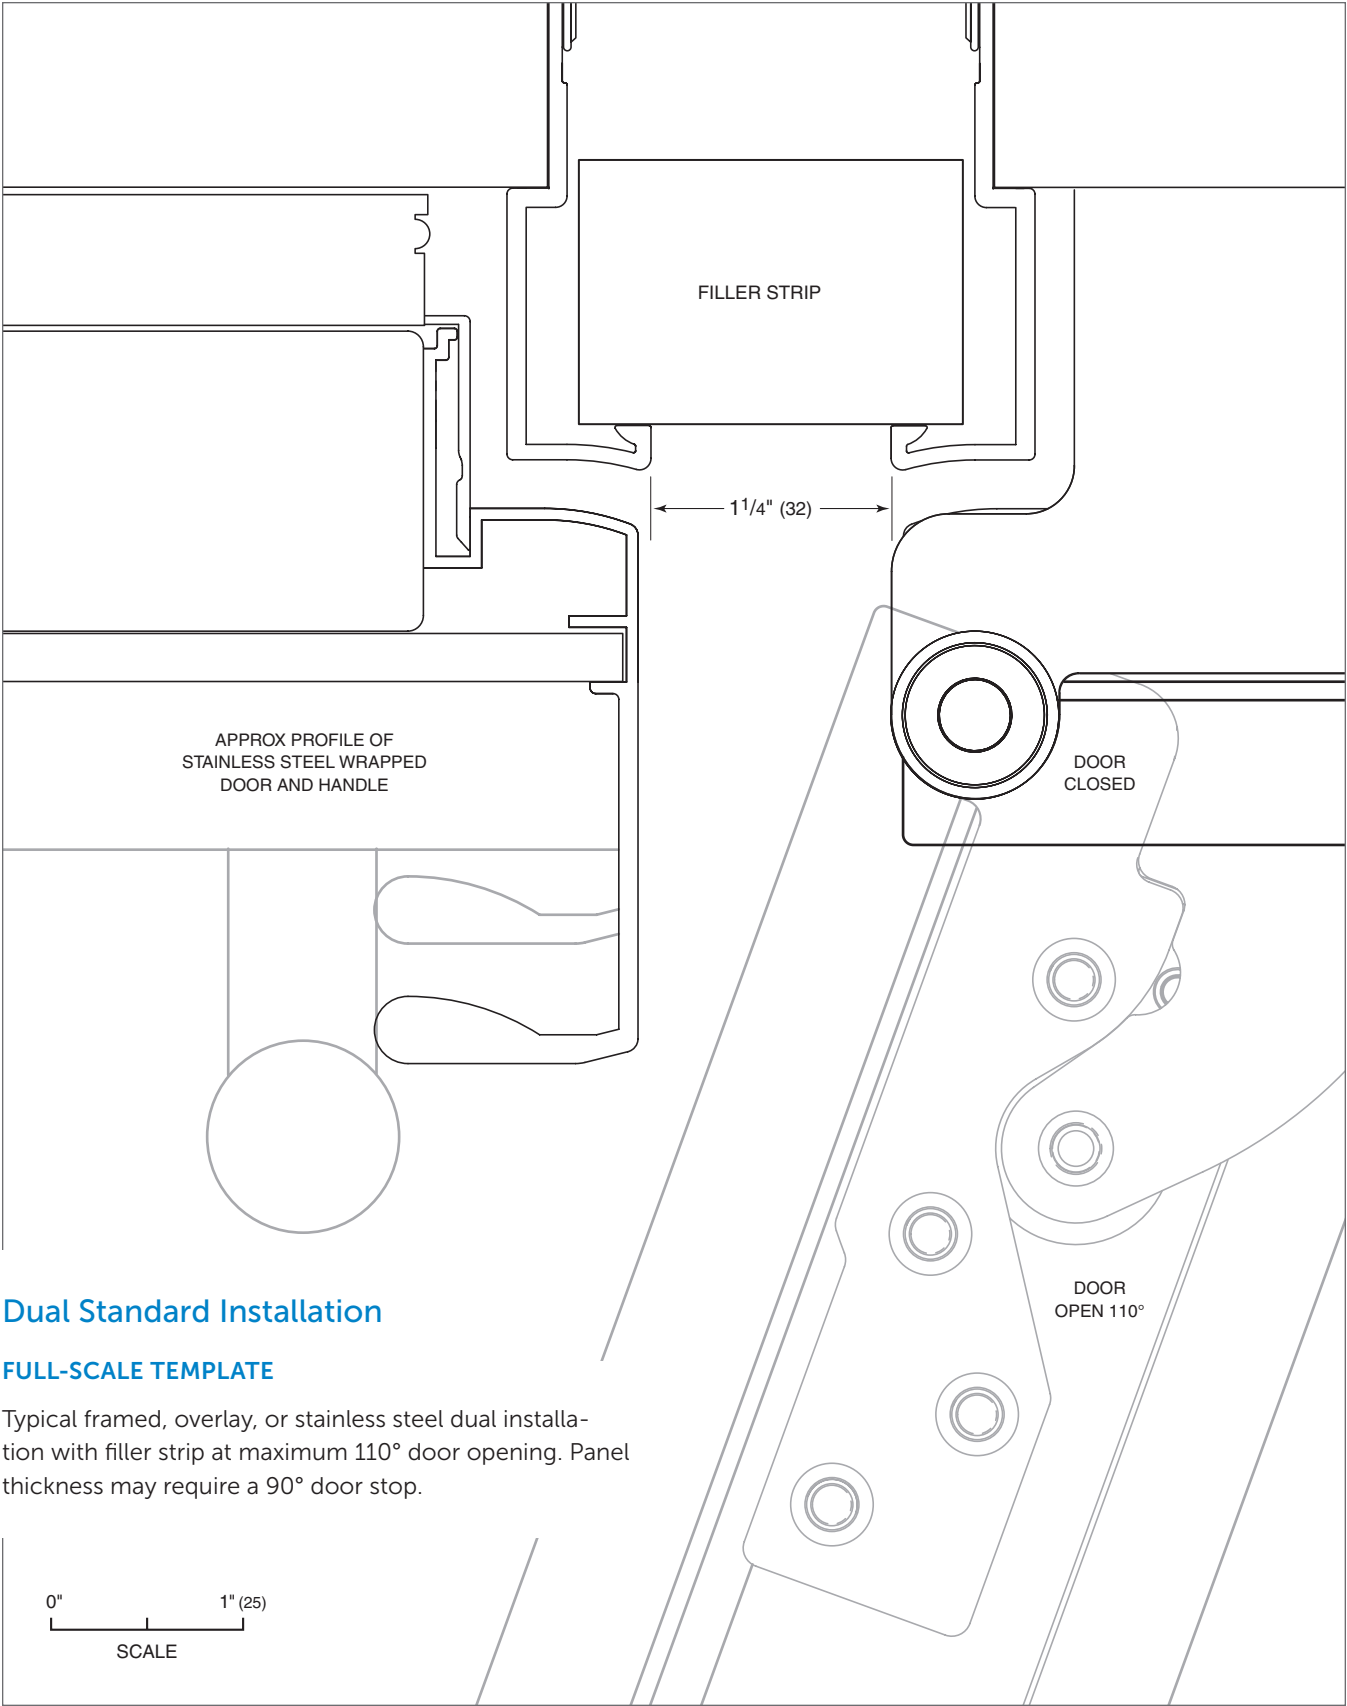 FILLER STRIP
1 1/4" (32)
APPROX PROFILE OF
STAINLESS STEEL WRAPPED
DOOR AND HANDLE
DOOR
CLOSED
DOOR
OPEN 110°
Dual Standard Installation
FULL-SCALE TEMPLATE
Typical framed, overlay, or stainless steel dual installa-
tion with filler strip at maximum 110° door opening. Panel
thickness may require a 90° door stop.
0" 1" (25)
SCALE